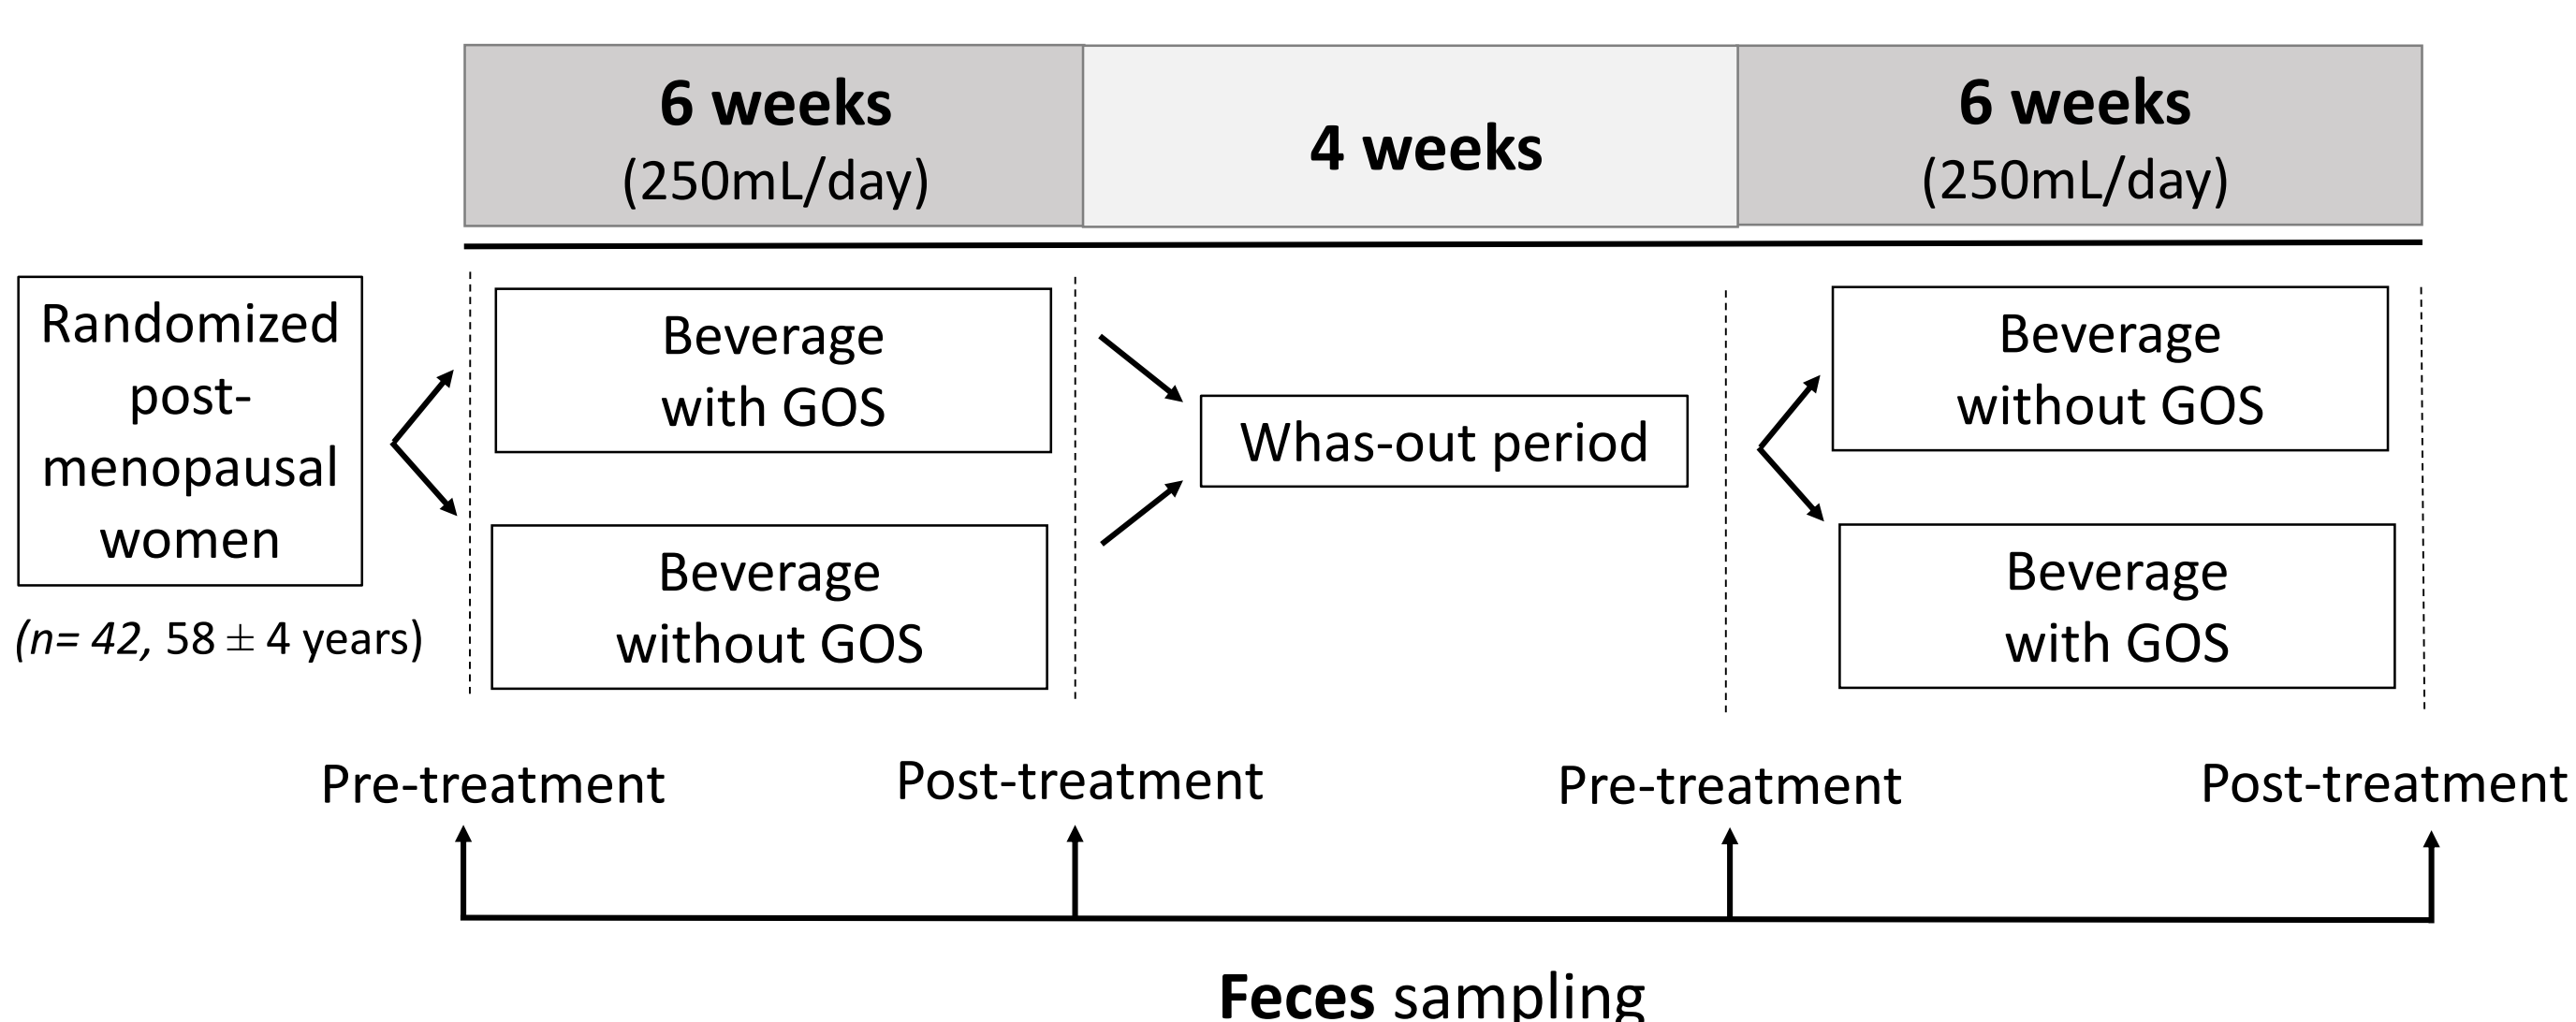 6 weeks
(250mL/day)
4 weeks
6 weeks
(250mL/day)
Randomized
post-
menopausal
women
(n= 42, 58 ± 4 years)
Beverage
with GOS
Beverage
without GOS
Whas-out period
Beverage
without GOS
Beverage
with GOS
Pre-treatment
Post-treatment
Pre-treatment
Post-treatment
Feces sampling